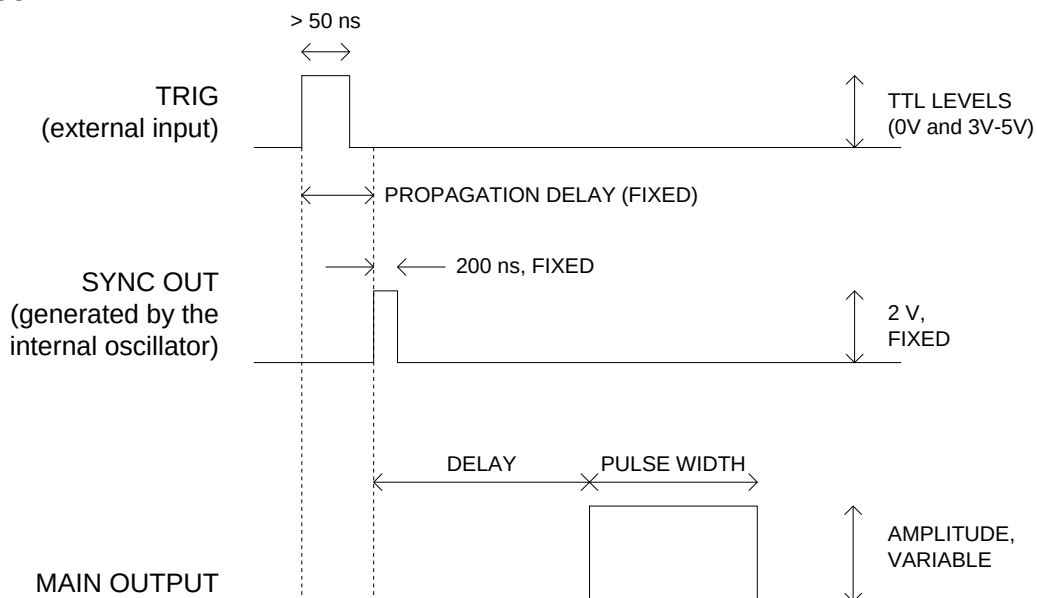 > 50 ns
TRIG
(external input)
TTL LEVELS
(0V and 3V-5V)
PROPAGATION DELAY (FIXED)
200 ns, FIXED
SYNC OUT
(generated by the
internal oscillator)
2 V,
FIXED
DELAY
PULSE WIDTH
AMPLITUDE,
VARIABLE
MAIN OUTPUT